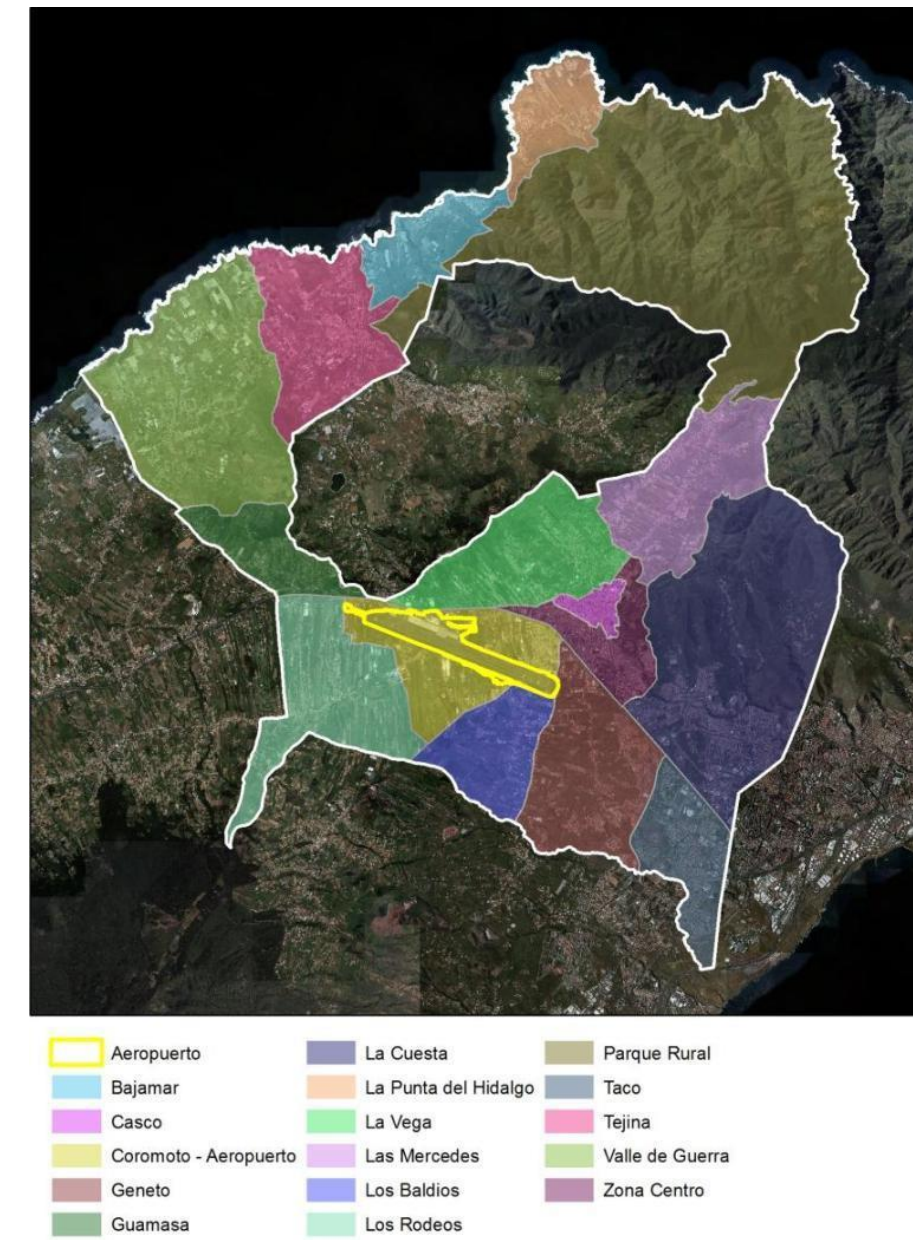 Aeropuerto
Bajamar
Casco
Coromoto - Aeropuerto
Geneto
Guamasa
La Cuesta
La Punta del Hidalgo
La Vega
Las Mercedes
Los Baldios
Los Rodeos
Parque Rural
Taco
Tejina
Valle de Guerra
Zona Centro